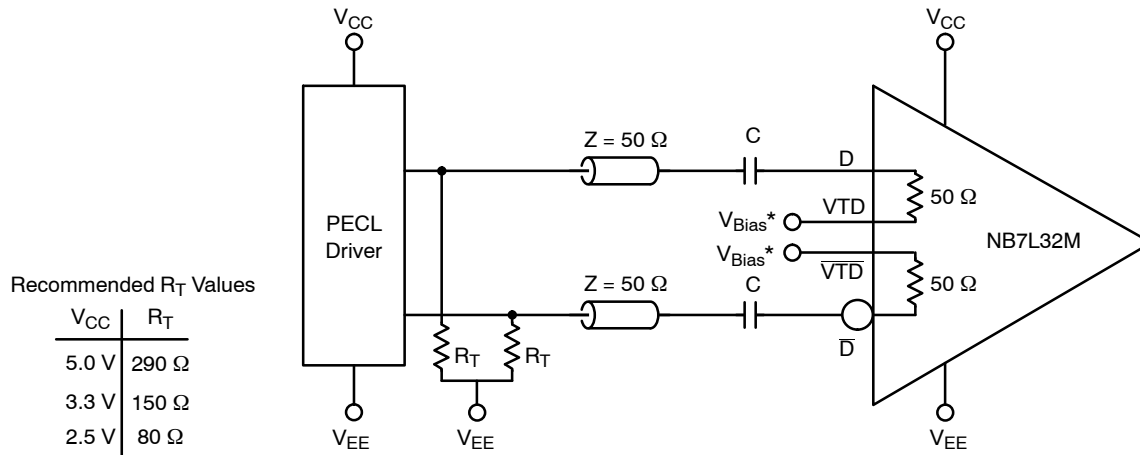 V_CC
V_CC
Z = 50 Ω
C
D
PECL
Driver
50 Ω
VTD
V_Bias*
NB7L32M
V_Bias*
V̅T̅D̅
50 Ω
Z = 50 Ω
C
D̅
R_T
R_T
V_EE
V_EE
V_EE
Recommended R_T Values
V_CC R_T
5.0 V 290 Ω
3.3 V 150 Ω
2.5 V 80 Ω